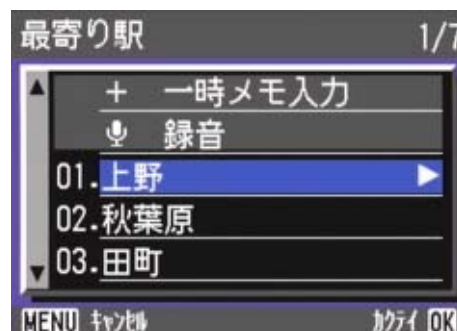 最寄り駅 1/7
+ 一時メモ入力
録音
01.上野
02.秋葉原
03.田町
MENU ｷｬﾝｾﾙ ｶｸﾃｲ OK